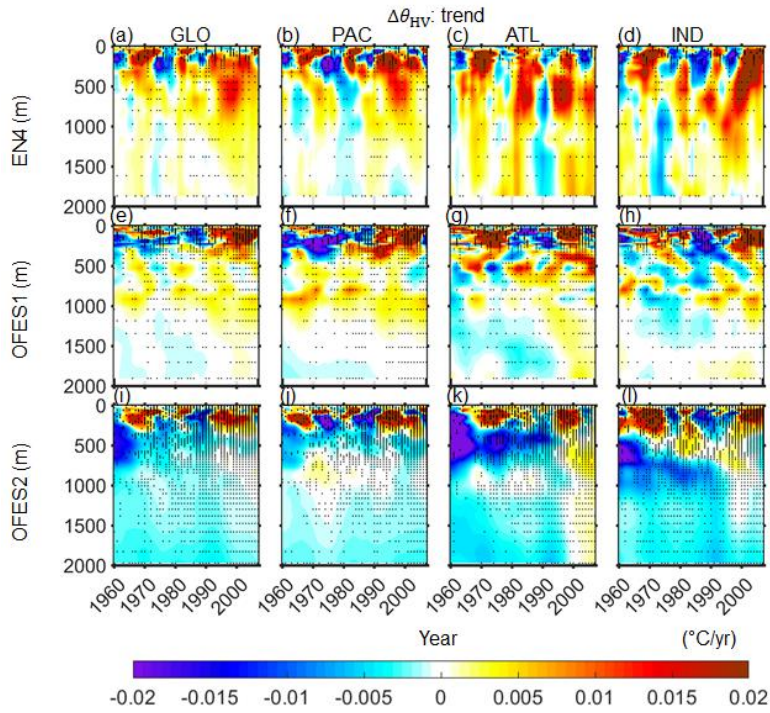 Δθ_HV: trend
(a) GLO (b) PAC (c) ATL (d) IND
EN4 (m)
0
500
1000
1500
2000
(e) (f) (g) (h)
OFES1 (m)
0
500
1000
1500
2000
(i) (j) (k) (l)
OFES2 (m)
0
500
1000
1500
2000
1960 1970 1980 1990 2000 1960 1970 1980 1990 2000 1960 1970 1980 1990 2000 1960 1970 1980 1990 2000
Year (°C/yr)
-0.02 -0.015 -0.01 -0.005 0 0.005 0.01 0.015 0.02